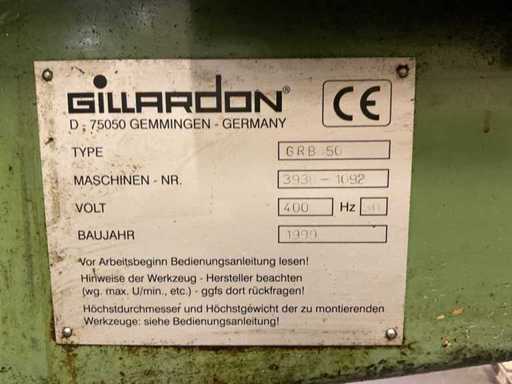 GILLARDON®
CE
D - 75050 GEMMINGEN - GERMANY
TYPE GRB 50
MASCHINEN - NR.
VOLT 400 Hz
BAUJAHR 1999
Vor Arbeitsbeginn Bedienungsanleitung lesen!
Hinweise der Werkzeug - Hersteller beachten
(wg. max. U/min., etc.) - ggfs dort rückfragen!
Höchstdurchmesser und Höchstgewicht der zu montierenden
Werkzeuge: siehe Bedienungsanleitung!